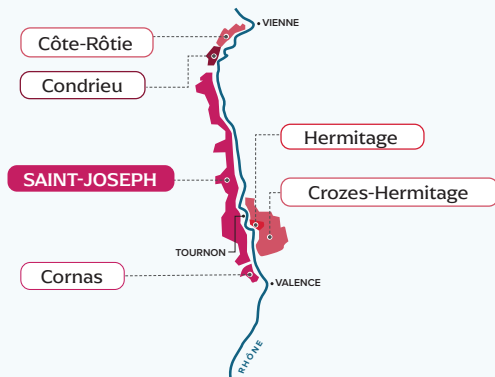 VIENNE
Côte-Rôtie
Condrieu
Hermitage
SAINT-JOSEPH
Crozes-Hermitage
TOURNON
Cornas
VALENCE
RHÔNE